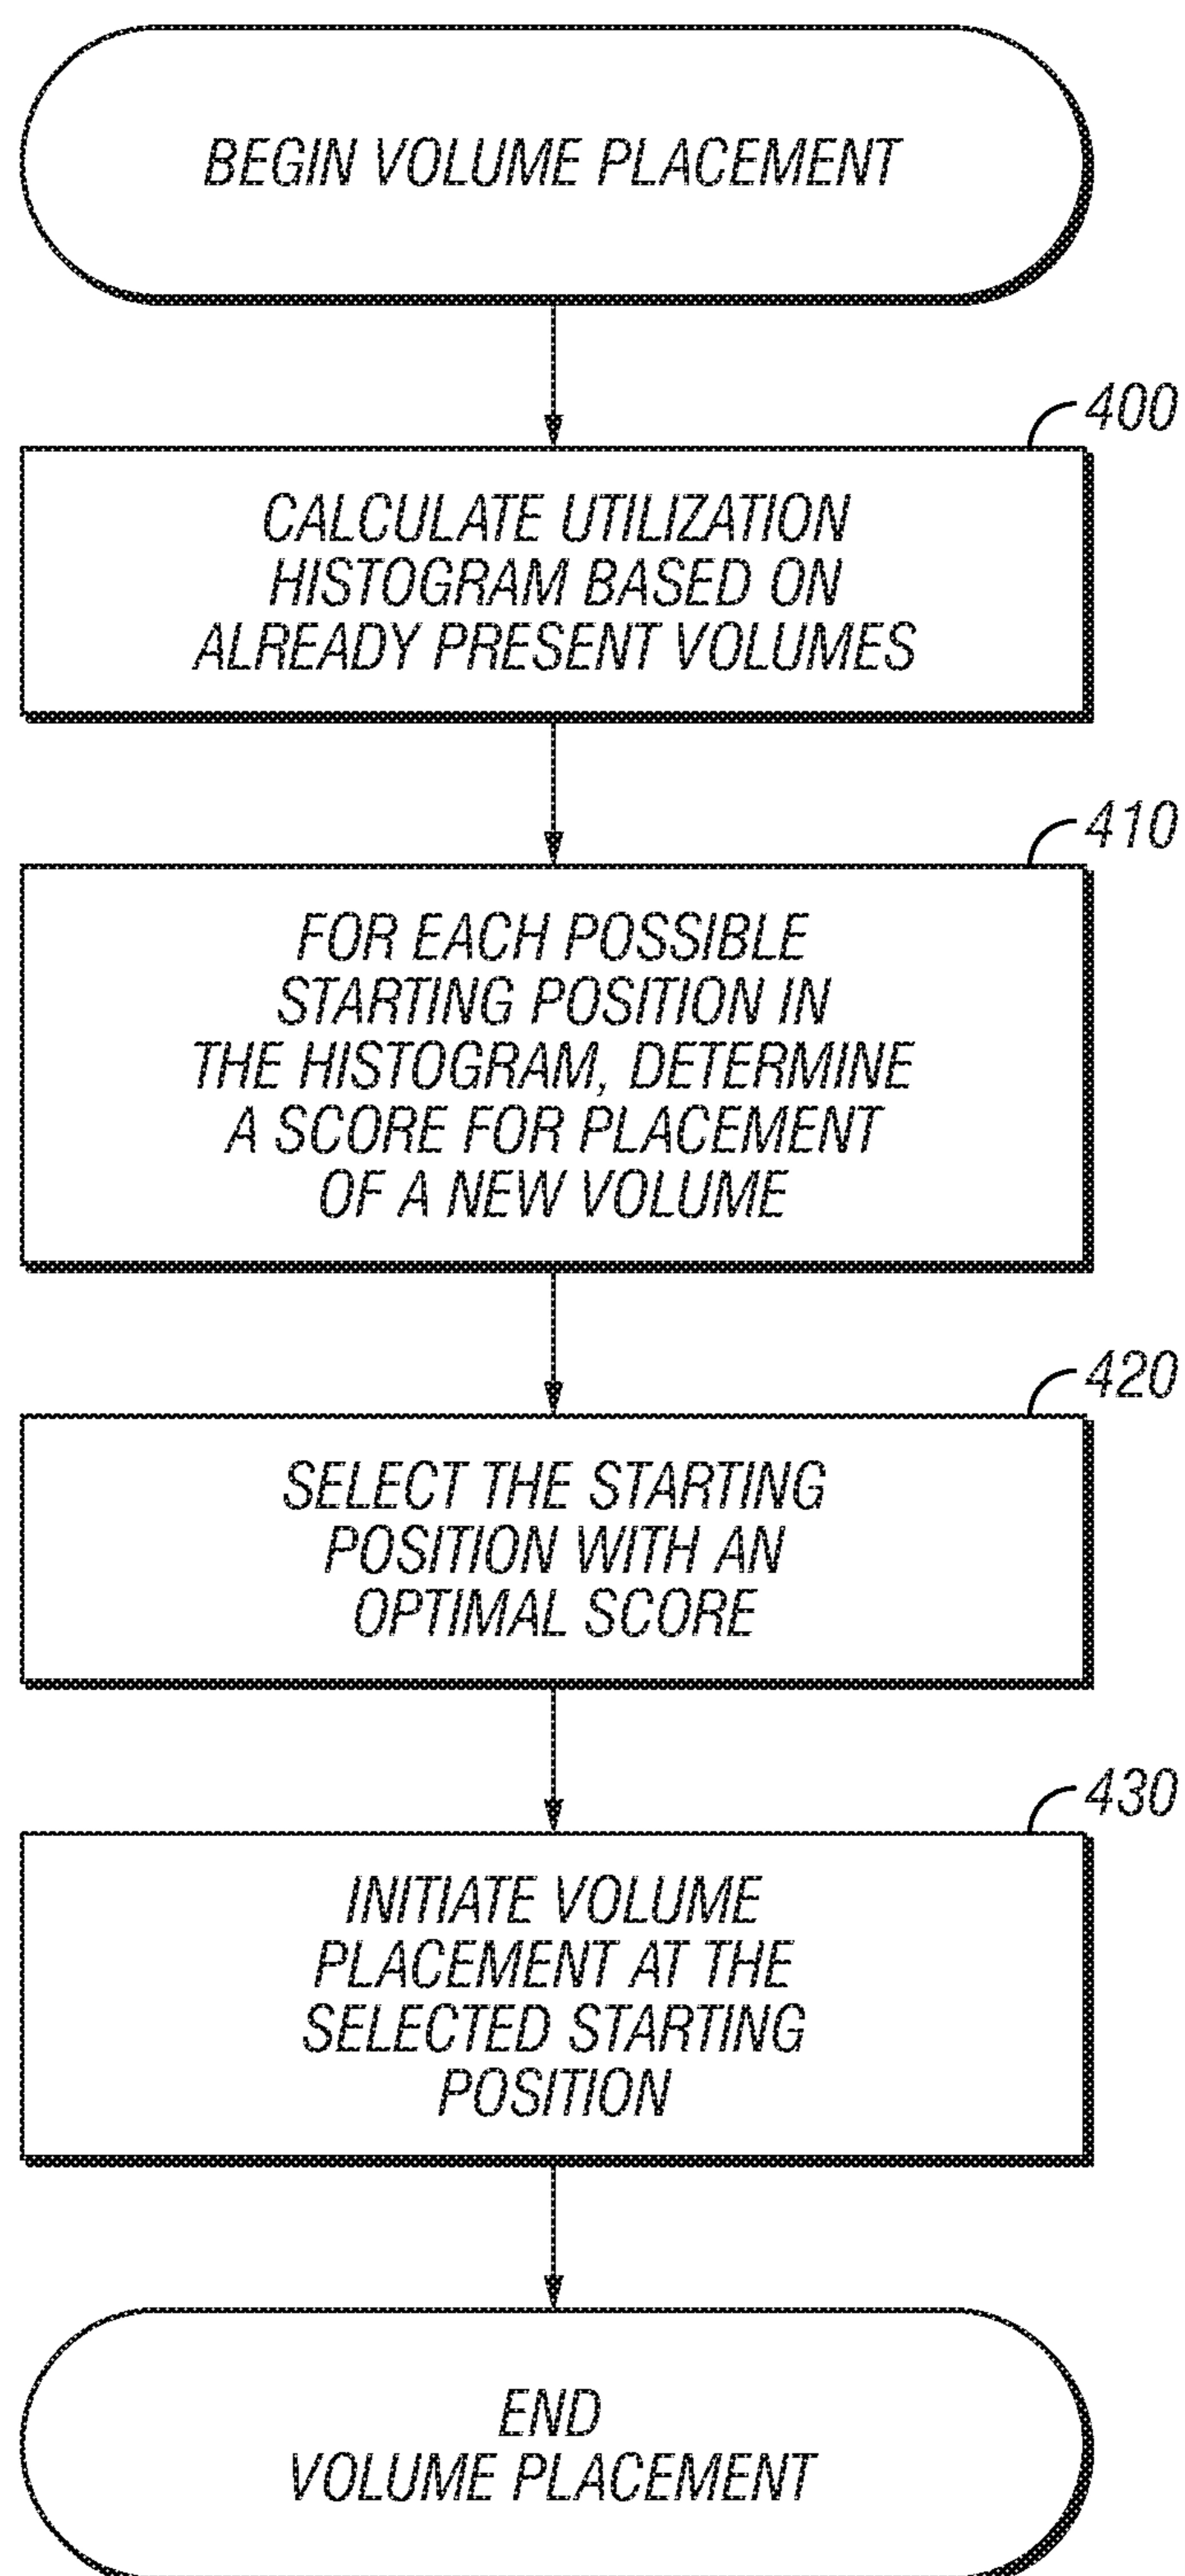 BEGIN VOLUME PLACEMENT
400
CALCULATE UTILIZATION
HISTOGRAM BASED ON
ALREADY PRESENT VOLUMES
410
FOR EACH POSSIBLE
STARTING POSITION IN
THE HISTOGRAM, DETERMINE
A SCORE FOR PLACEMENT
OF A NEW VOLUME
420
SELECT THE STARTING
POSITION WITH AN
OPTIMAL SCORE
430
INITIATE VOLUME
PLACEMENT AT THE
SELECTED STARTING
POSITION
END
VOLUME PLACEMENT